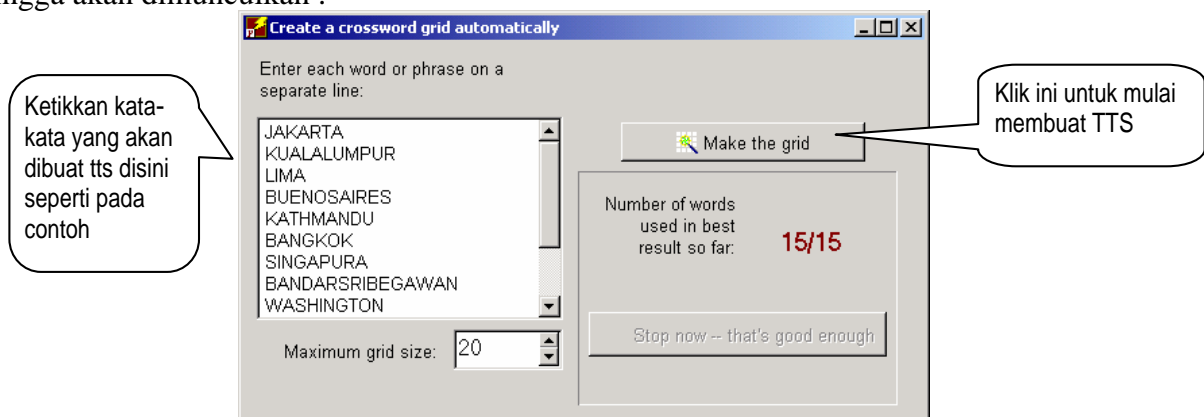 akan dimunculkan :
Create a crossword grid automatically
Enter each word or phrase on a
separate line:
Ketikkan kata-
kata yang akan
dibuat tts disini
seperti pada
contoh
JAKARTA
KUALALUMPUR
LIMA
BUENOSAIRES
KATHMANDU
BANGKOK
SINGAPURA
BANDARSRIBEGAWAN
WASHINGTON
Maximum grid size: 20
Make the grid
Klik ini untuk mulai
membuat TTS
Number of words
used in best
result so far:
15/15
Stop now -- that's good enough